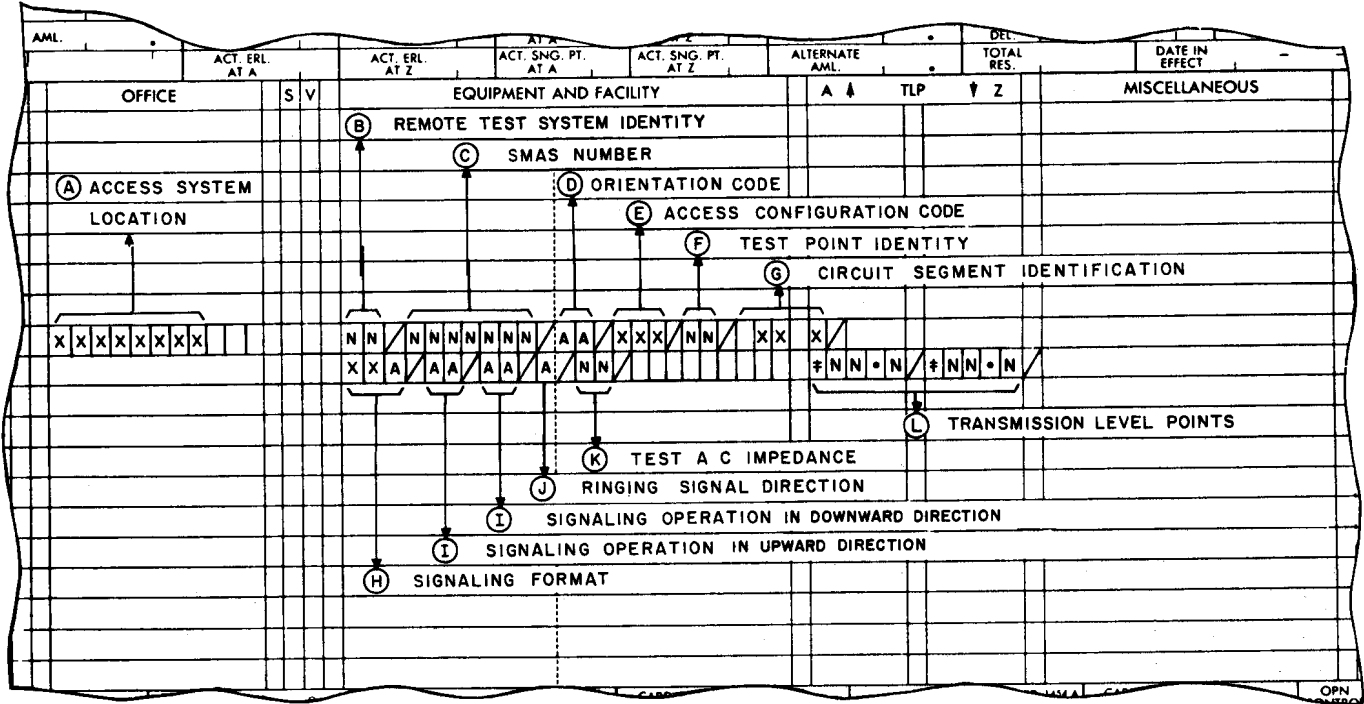 AML. . AT A Z . DEL.
ACT. ERL. AT A ACT. ERL. AT Z ACT. SNG. PT. AT A ACT. SNG. PT. AT Z ALTERNATE AML. . TOTAL RES. DATE IN EFFECT –
OFFICE S V EQUIPMENT AND FACILITY A TLP Z MISCELLANEOUS
B REMOTE TEST SYSTEM IDENTITY
C SMAS NUMBER
A ACCESS SYSTEM LOCATION
D ORIENTATION CODE
E ACCESS CONFIGURATION CODE
F TEST POINT IDENTITY
G CIRCUIT SEGMENT IDENTIFICATION
X X X X X X X X N N / N N N N N N N / A A / X X X / N N / X X X /
X X A / A A / A A / A / N N / ‡ N N • N / ‡ N N • N /
L TRANSMISSION LEVEL POINTS
K TEST A C IMPEDANCE
J RINGING SIGNAL DIRECTION
I SIGNALING OPERATION IN DOWNWARD DIRECTION
I SIGNALING OPERATION IN UPWARD DIRECTION
H SIGNALING FORMAT
OPN